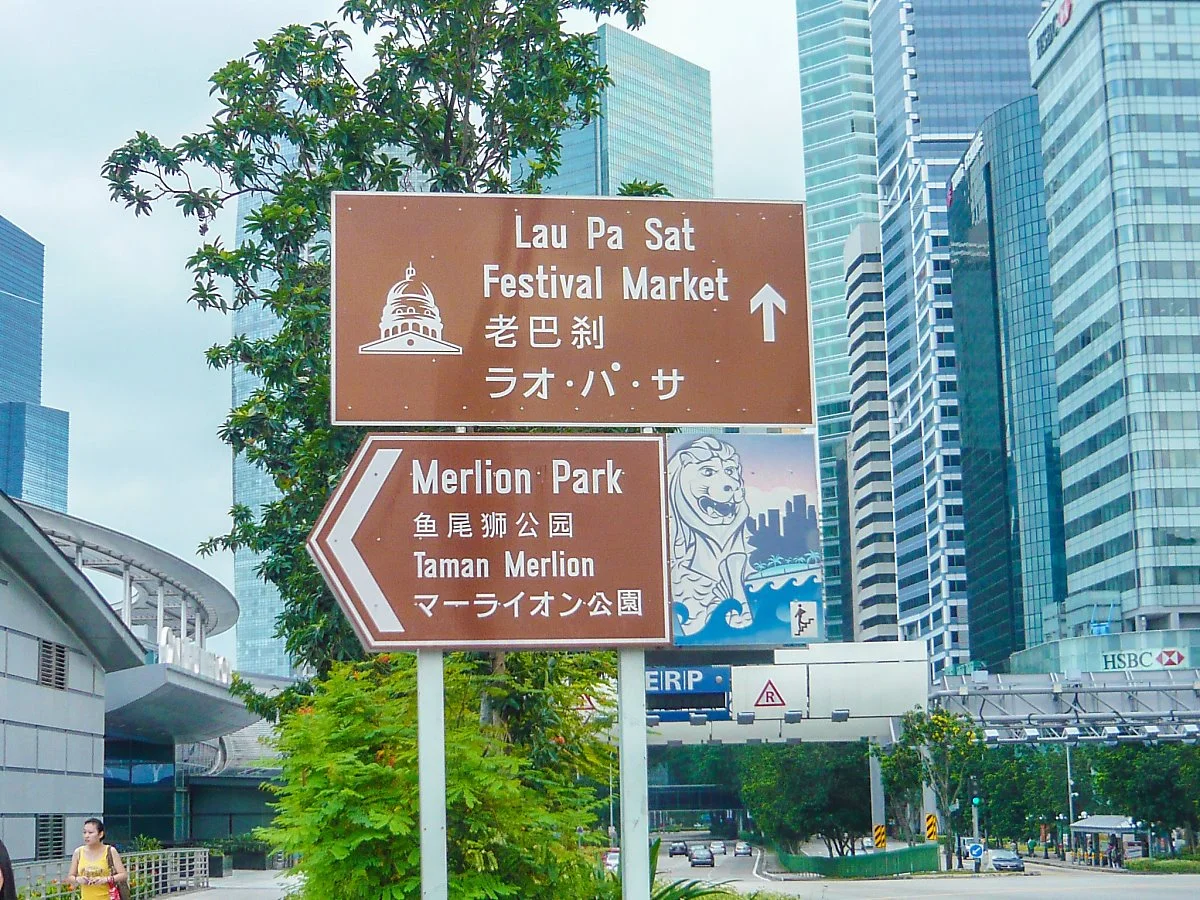 Lau Pa Sat
Festival Market
老巴刹
ラオ・パ・サ
Merlion Park
鱼尾狮公园
Taman Merlion
マーライオン公園
ERP
R
HSBC
HSBC